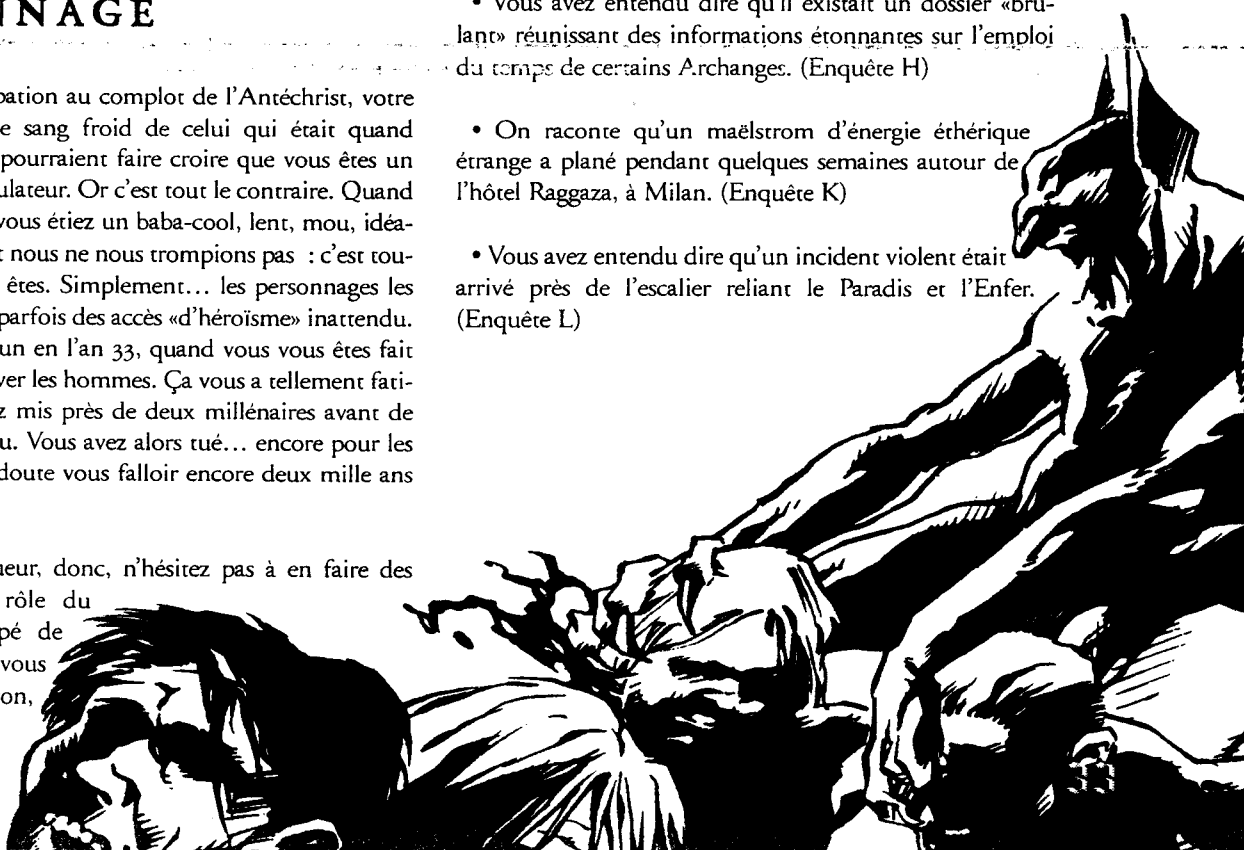 NNAGE
pation au complot de l'Antéchrist, votre
e sang froid de celui qui était quand
pourraient faire croire que vous êtes un
ulateur. Or c'est tout le contraire. Quand
vous étiez un baba-cool, lent, mou, idéa-
t nous ne nous trompions pas : c'est tou-
êtes. Simplement... les personnages les
parfois des accès «d'héroïsme» inattendu.
un en l'an 33, quand vous vous êtes fait
ver les hommes. Ça vous a tellement fati-
z mis près de deux millénaires avant de
u. Vous avez alors tué... encore pour les
doute vous falloir encore deux mille ans
neur, donc, n'hésitez pas à en faire des
rôle du
pé de
vous
on,
• Vous avez entendu dire qu'il existait un dossier «brû-
lant» réunissant des informations étonnantes sur l'emploi
du temps de certains Archanges. (Enquête H)
• On raconte qu'un maëlstrom d'énergie éthérique
étrange a plané pendant quelques semaines autour de
l'hôtel Raggaza, à Milan. (Enquête K)
• Vous avez entendu dire qu'un incident violent était
arrivé près de l'escalier reliant le Paradis et l'Enfer.
(Enquête L)
33